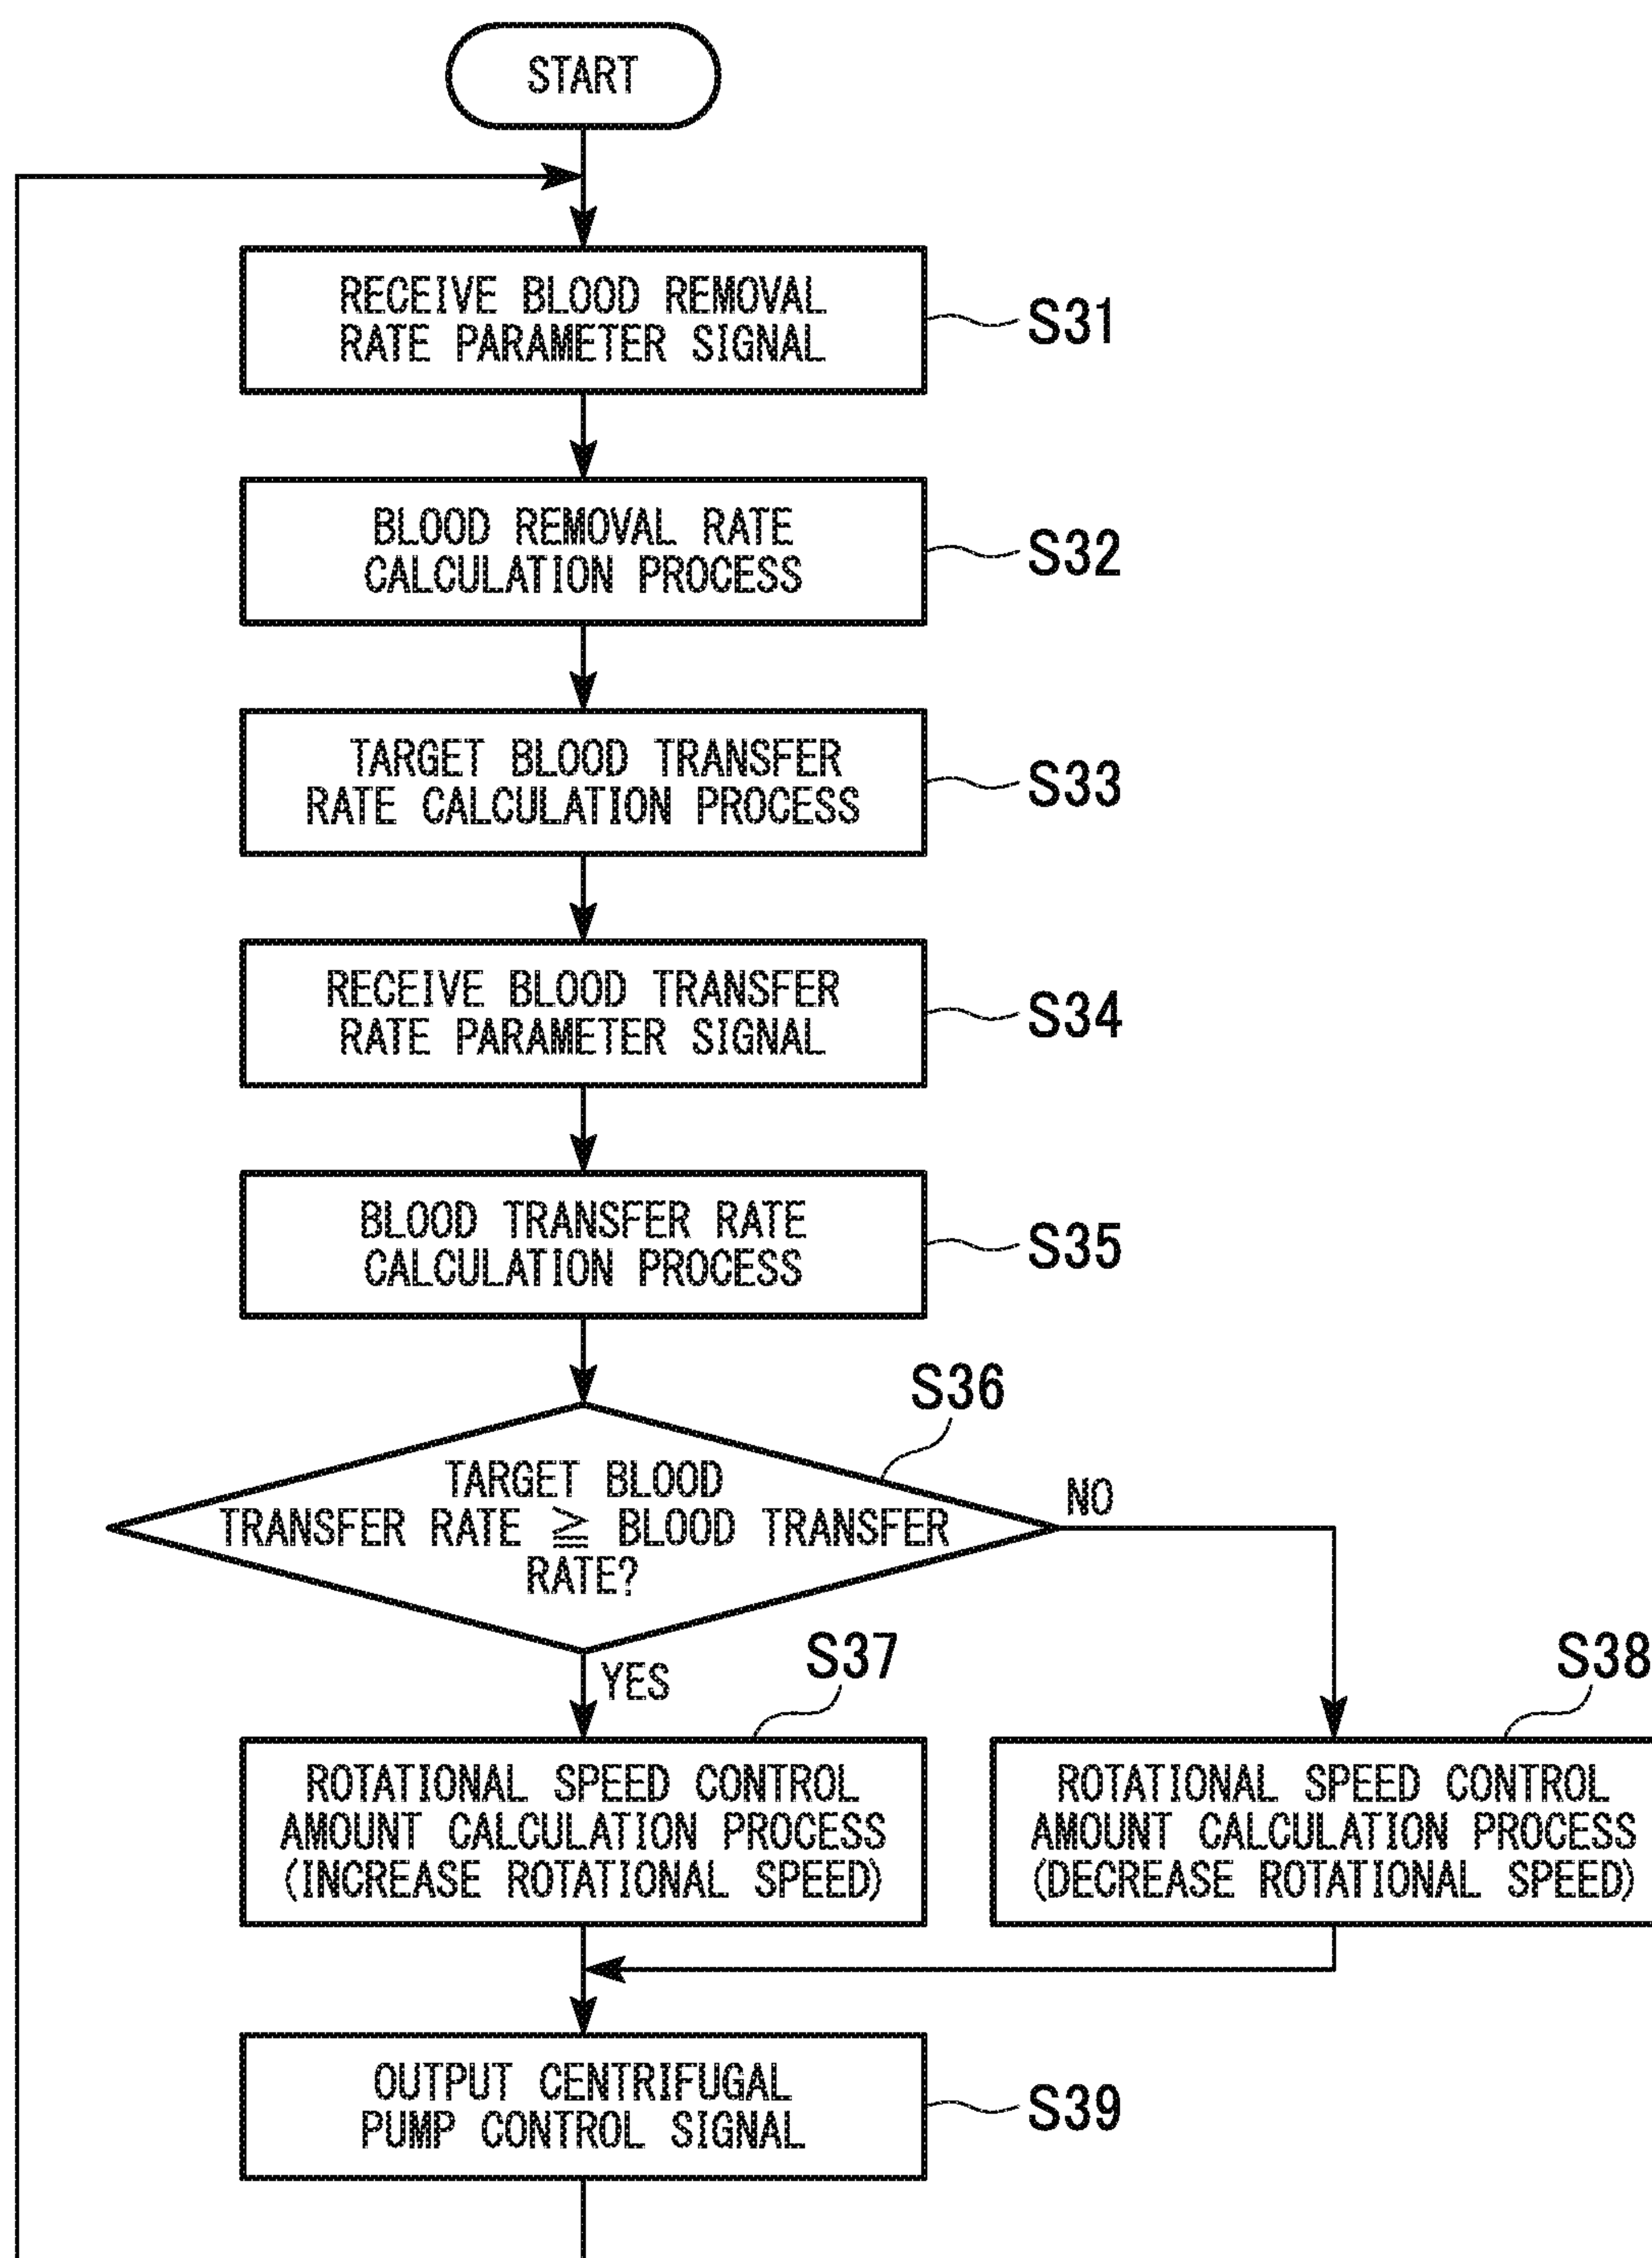 START
RECEIVE BLOOD REMOVAL
RATE PARAMETER SIGNAL
S31
BLOOD REMOVAL RATE
CALCULATION PROCESS
S32
TARGET BLOOD TRANSFER
RATE CALCULATION PROCESS
S33
RECEIVE BLOOD TRANSFER
RATE PARAMETER SIGNAL
S34
BLOOD TRANSFER RATE
CALCULATION PROCESS
S35
S36
TARGET BLOOD
TRANSFER RATE ≧ BLOOD TRANSFER
RATE?
NO
YES
S37
ROTATIONAL SPEED CONTROL
AMOUNT CALCULATION PROCESS
(INCREASE ROTATIONAL SPEED)
S38
ROTATIONAL SPEED CONTROL
AMOUNT CALCULATION PROCESS
(DECREASE ROTATIONAL SPEED)
OUTPUT CENTRIFUGAL
PUMP CONTROL SIGNAL
S39